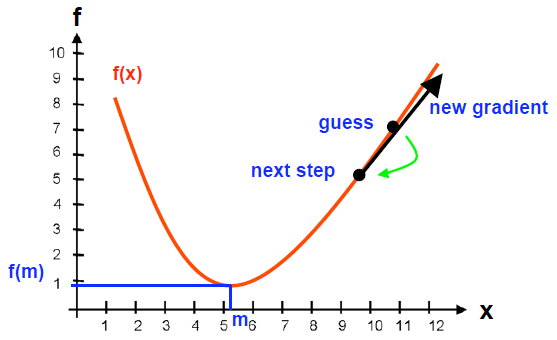 f
10
9
f(x)
8
new gradient
guess
7
6
next step
5
4
3
2
f(m)
1
m
x
1 2 3 4 5 6 7 8 9 10 11 12